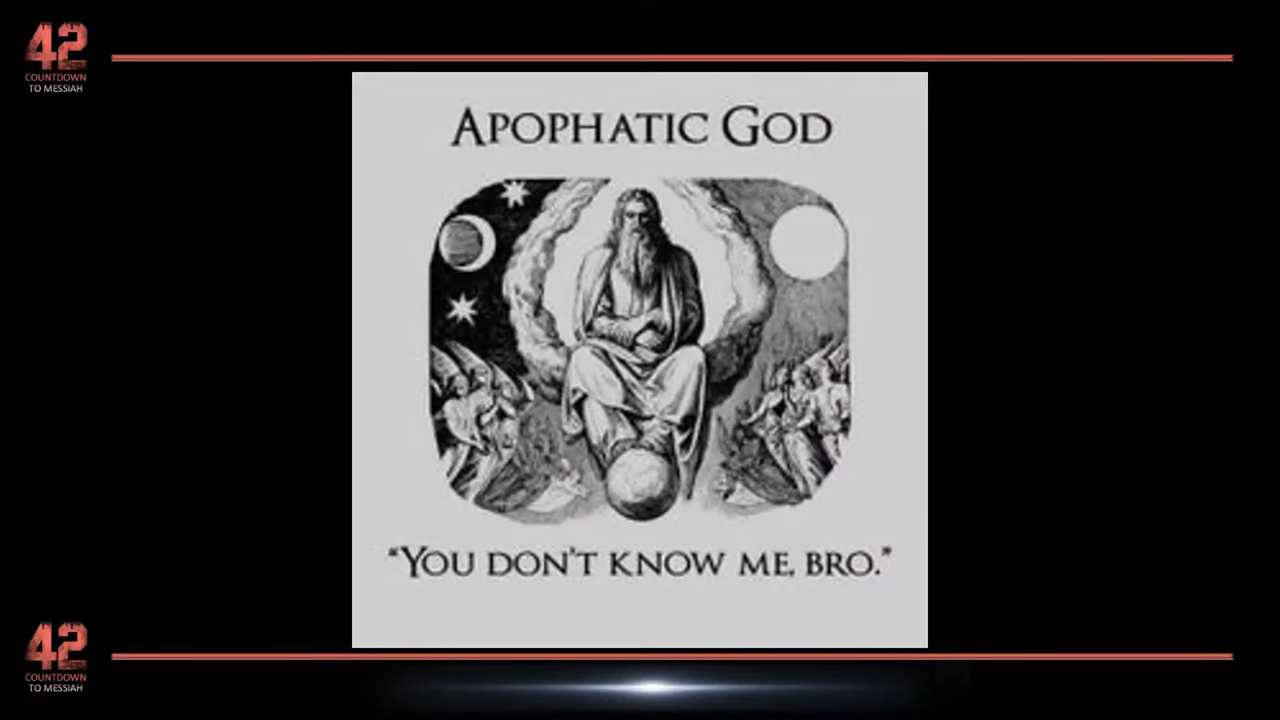 42
COUNTDOWN
TO MESSIAH
APOPHATIC GOD
“YOU DON'T KNOW ME, BRO.”
42
COUNTDOWN
TO MESSIAH